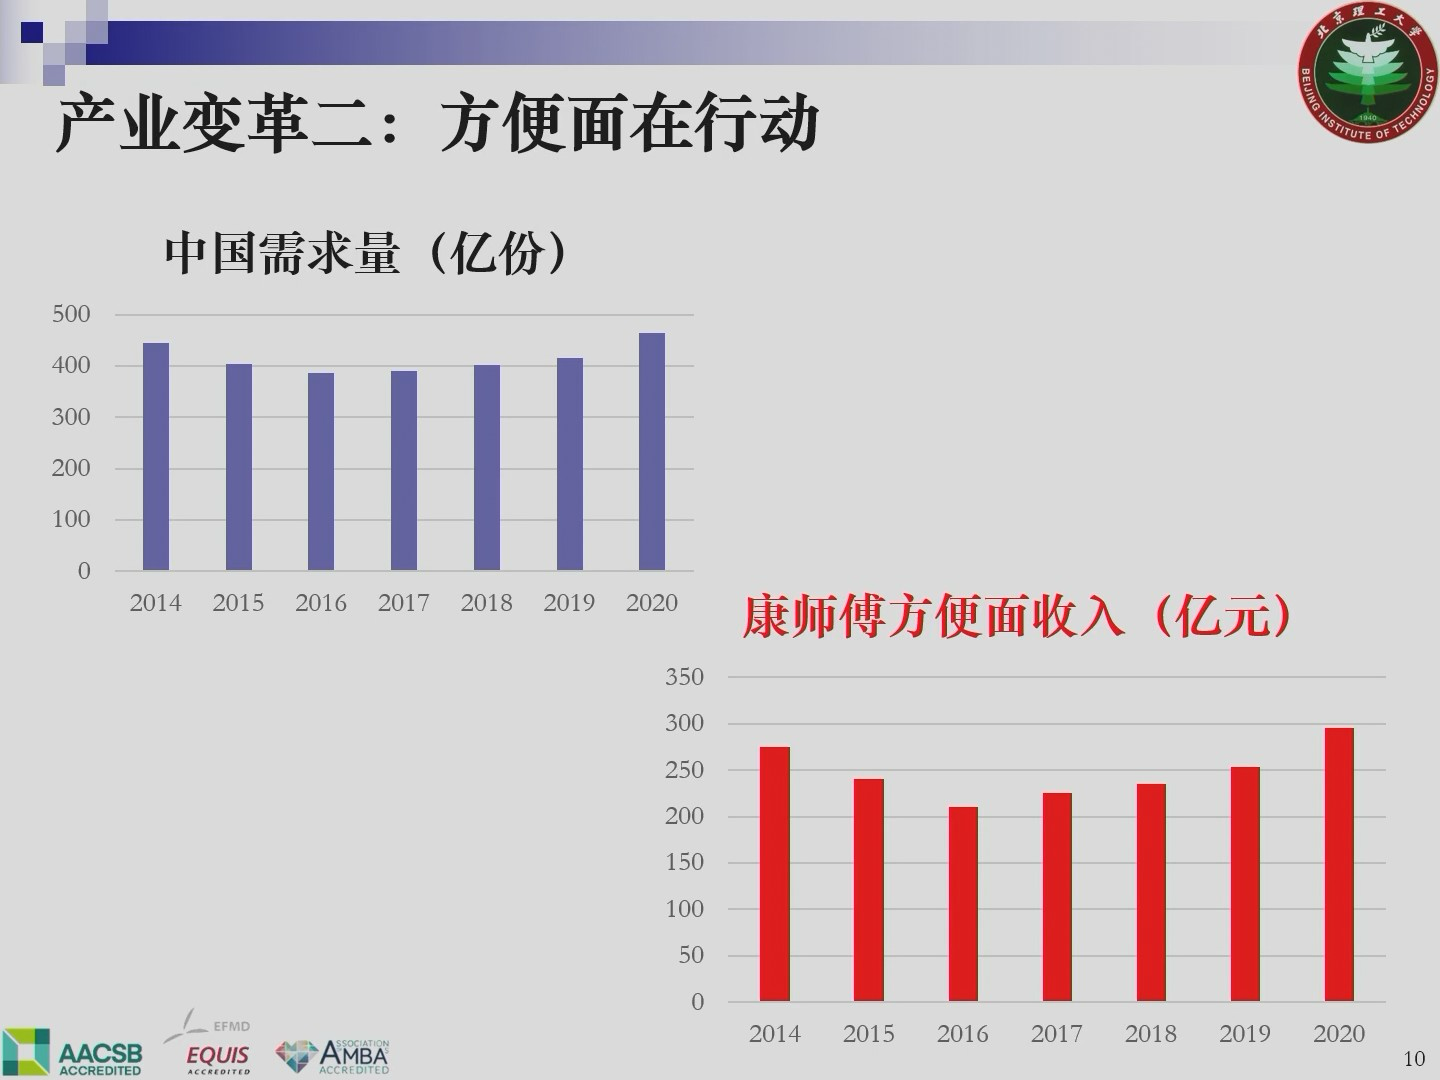 北京理工大学
BEIJING INSTITUTE OF TECHNOLOGY
1940
产业变革二：方便面在行动
中国需求量（亿份）
500
400
300
200
100
0
2014 2015 2016 2017 2018 2019 2020
康师傅方便面收入（亿元）
350
300
250
200
150
100
50
0
2014 2015 2016 2017 2018 2019 2020
AACSB
ACCREDITED
EFMD
EQUIS
ACCREDITED
ASSOCIATION
AMBA
ACCREDITED
10